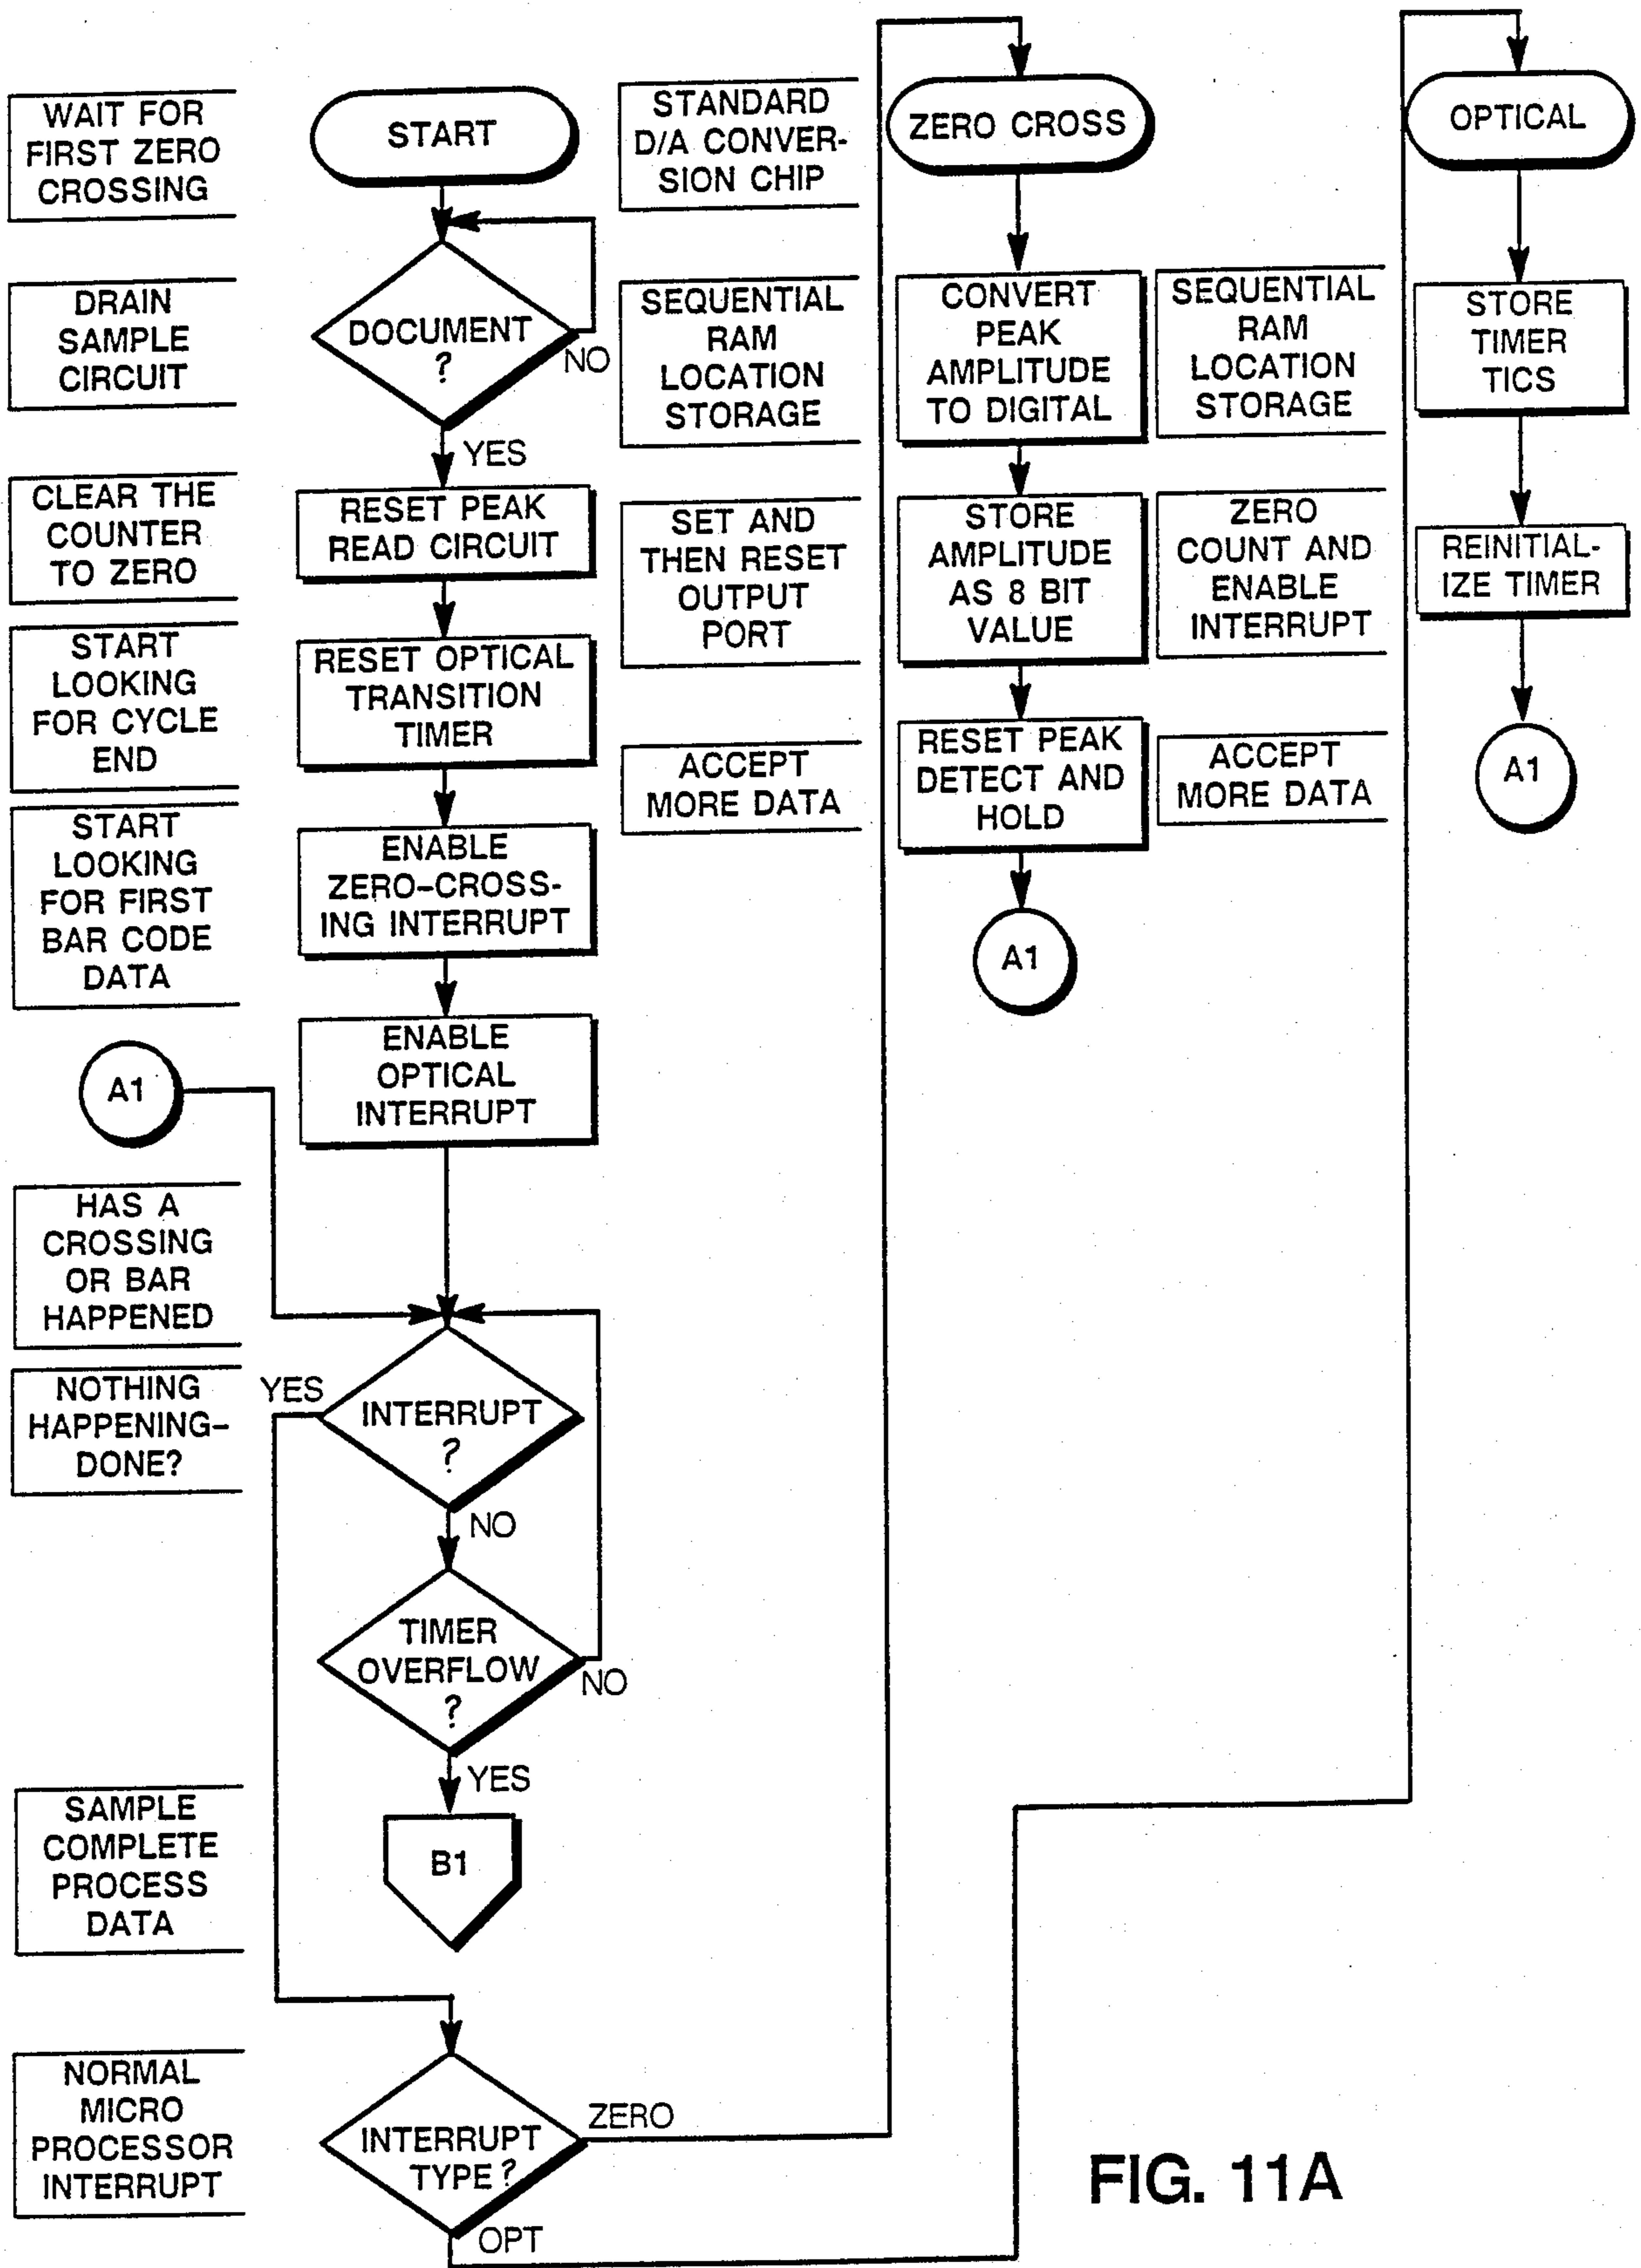 WAIT FOR
FIRST ZERO
CROSSING
DRAIN
SAMPLE
CIRCUIT
CLEAR THE
COUNTER
TO ZERO
START
LOOKING
FOR CYCLE
END
START
LOOKING
FOR FIRST
BAR CODE
DATA
A1
HAS A
CROSSING
OR BAR
HAPPENED
NOTHING
HAPPENING–
DONE?
SAMPLE
COMPLETE
PROCESS
DATA
NORMAL
MICRO
PROCESSOR
INTERRUPT
START
DOCUMENT
?
NO
YES
RESET PEAK
READ CIRCUIT
RESET OPTICAL
TRANSITION
TIMER
ENABLE
ZERO–CROSS-
ING INTERRUPT
ENABLE
OPTICAL
INTERRUPT
YES
INTERRUPT
?
NO
TIMER
OVERFLOW
?
NO
YES
B1
INTERRUPT
TYPE?
ZERO
OPT
STANDARD
D/A CONVER-
SION CHIP
SEQUENTIAL
RAM
LOCATION
STORAGE
SET AND
THEN RESET
OUTPUT
PORT
ACCEPT
MORE DATA
ZERO CROSS
CONVERT
PEAK
AMPLITUDE
TO DIGITAL
STORE
AMPLITUDE
AS 8 BIT
VALUE
RESET PEAK
DETECT AND
HOLD
A1
SEQUENTIAL
RAM
LOCATION
STORAGE
ZERO
COUNT AND
ENABLE
INTERRUPT
ACCEPT
MORE DATA
OPTICAL
STORE
TIMER
TICS
REINITIAL-
IZE TIMER
A1
FIG. 11A